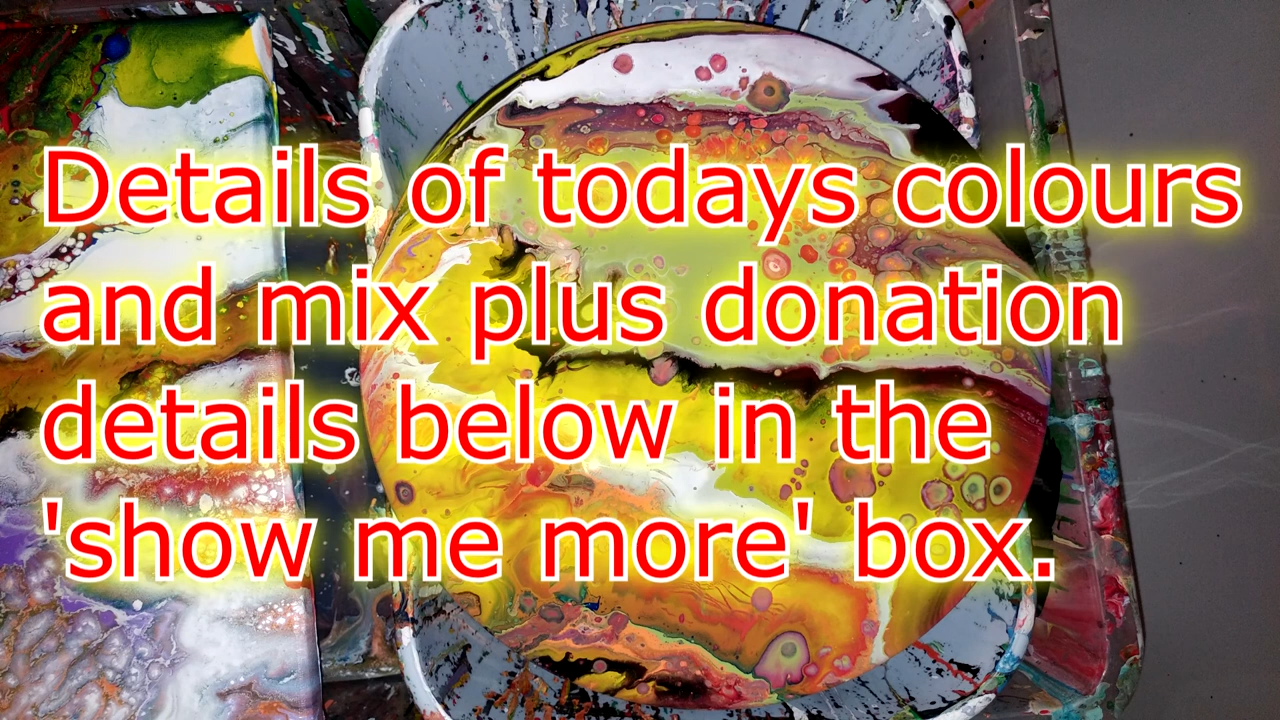 Details of todays colours
and mix plus donation
details below in the
'show me more' box.